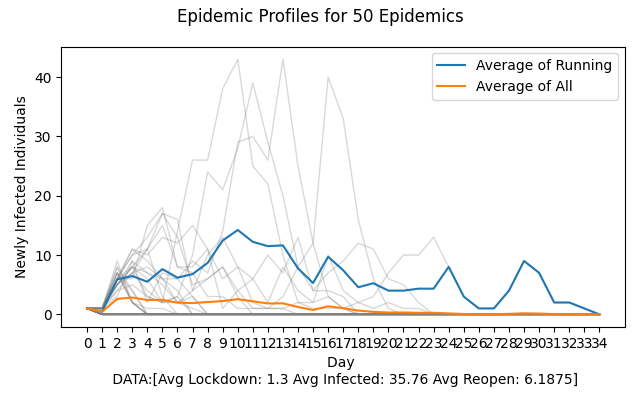 Epidemic Profiles for 50 Epidemics
Average of Running
Average of All
Newly Infected Individuals
40
30
20
10
0
0 1 2 3 4 5 6 7 8 9 10 11 12 13 14 15 16 17 18 19 20 21 22 23 24 25 26 27 28 29 30 31 32 33 34
Day
DATA:[Avg Lockdown: 1.3 Avg Infected: 35.76 Avg Reopen: 6.1875]